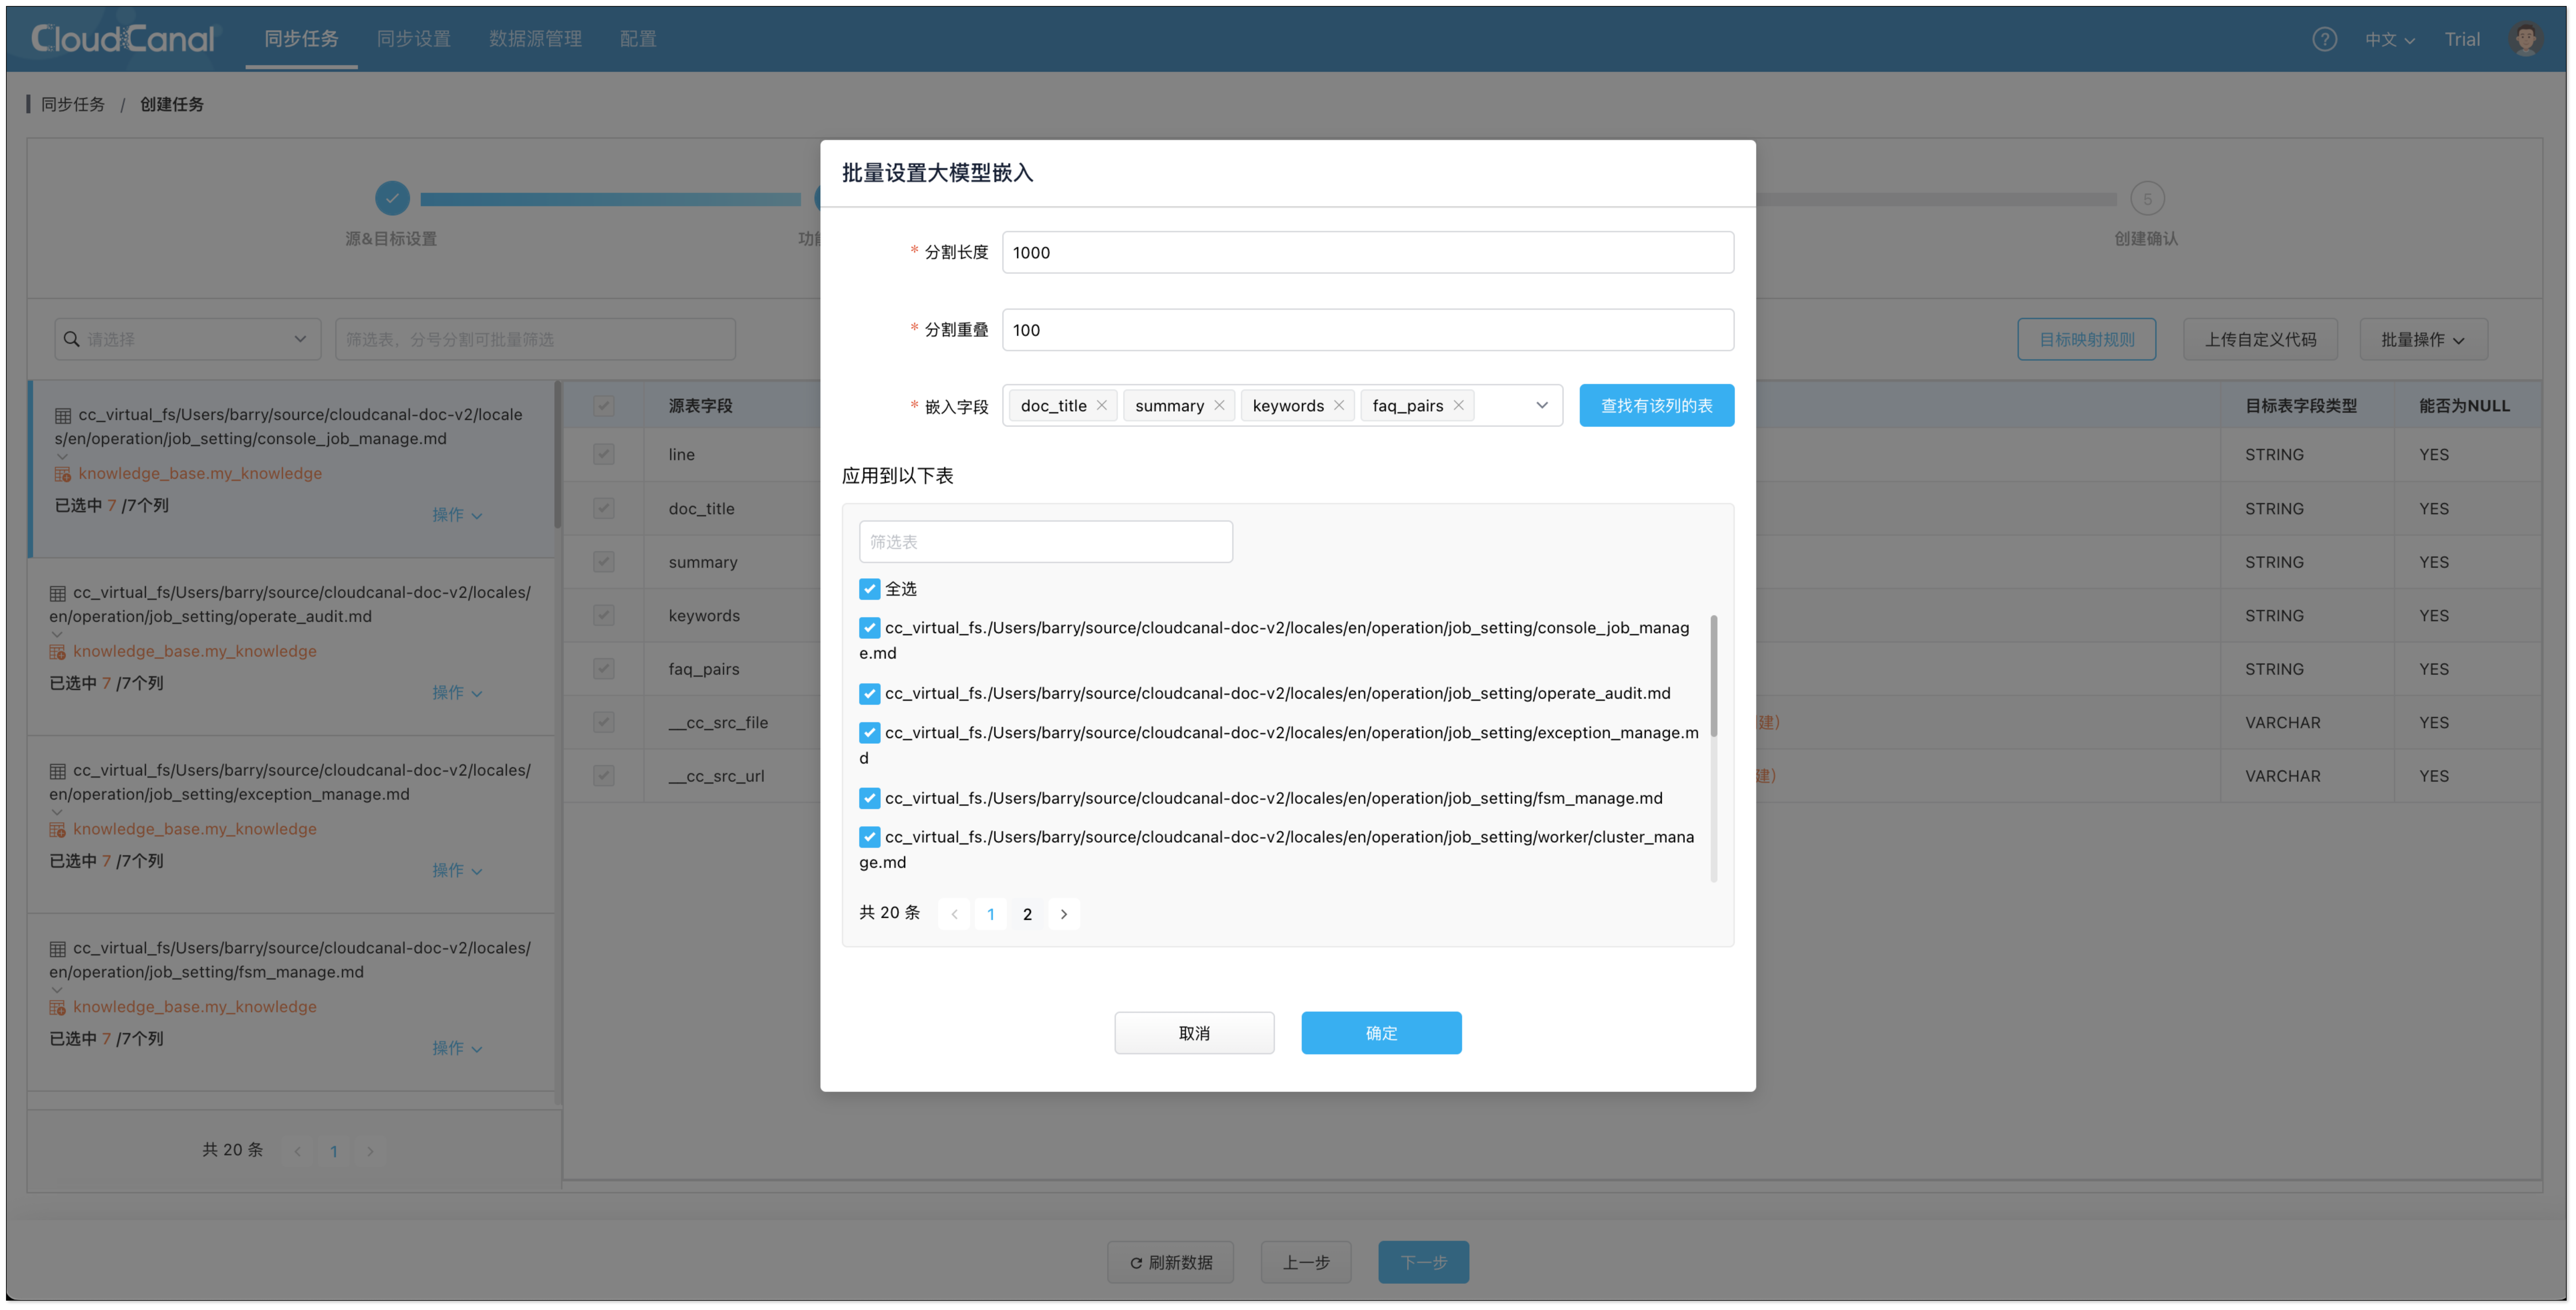 CloudCanal
同步任务
同步设置
数据源管理
配置
?
中文
Trial
同步任务 / 创建任务
源&目标设置
5
创建确认
请选择
筛选表，分号分割可批量筛选
目标映射规则
上传自定义代码
批量操作
cc_virtual_fs/Users/barry/source/cloudcanal-doc-v2/locale
s/en/operation/job_setting/console_job_manage.md
knowledge_base.my_knowledge
已选中 7 /7个列
操作
cc_virtual_fs/Users/barry/source/cloudcanal-doc-v2/locales/
en/operation/job_setting/operate_audit.md
knowledge_base.my_knowledge
已选中 7 /7个列
操作
cc_virtual_fs/Users/barry/source/cloudcanal-doc-v2/locales/
en/operation/job_setting/exception_manage.md
knowledge_base.my_knowledge
已选中 7 /7个列
操作
cc_virtual_fs/Users/barry/source/cloudcanal-doc-v2/locales/
en/operation/job_setting/fsm_manage.md
knowledge_base.my_knowledge
已选中 7 /7个列
操作
共 20 条
1
源表字段
line
doc_title
summary
keywords
faq_pairs
__cc_src_file
__cc_src_url
目标表字段类型 能否为NULL
STRING YES
STRING YES
STRING YES
STRING YES
STRING YES
建) VARCHAR YES
建) VARCHAR YES
批量设置大模型嵌入
* 分割长度 1000
* 分割重叠 100
* 嵌入字段 doc_title summary keywords faq_pairs 查找有该列的表
应用到以下表
筛选表
全选
cc_virtual_fs./Users/barry/source/cloudcanal-doc-v2/locales/en/operation/job_setting/console_job_manag
e.md
cc_virtual_fs./Users/barry/source/cloudcanal-doc-v2/locales/en/operation/job_setting/operate_audit.md
cc_virtual_fs./Users/barry/source/cloudcanal-doc-v2/locales/en/operation/job_setting/exception_manage.m
d
cc_virtual_fs./Users/barry/source/cloudcanal-doc-v2/locales/en/operation/job_setting/fsm_manage.md
cc_virtual_fs./Users/barry/source/cloudcanal-doc-v2/locales/en/operation/job_setting/worker/cluster_mana
ge.md
共 20 条 1 2
取消
确定
刷新数据
上一步
下一步